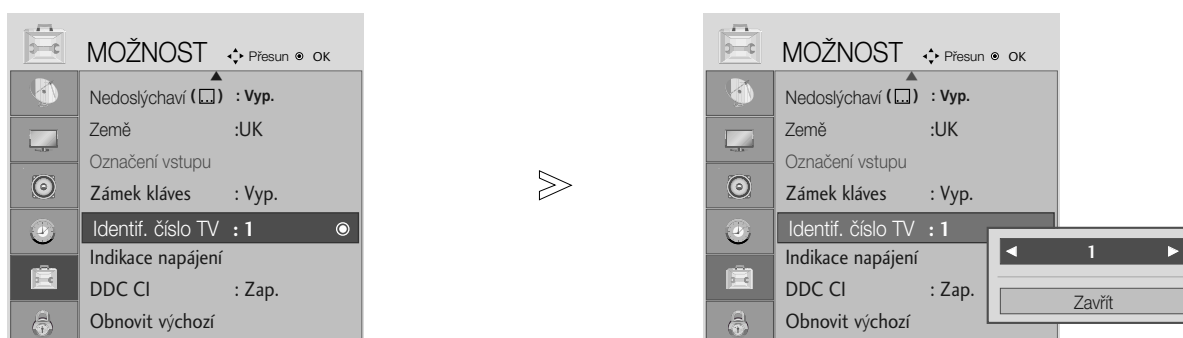 MOŽNOST Přesun OK
Nedoslýchaví (...) : Vyp.
Země :UK
Označení vstupu
Zámek kláves : Vyp.
Identif. číslo TV : 1
Indikace napájení
DDC CI : Zap.
Obnovit výchozí
MOŽNOST Přesun OK
Nedoslýchaví (...) : Vyp.
Země :UK
Označení vstupu
Zámek kláves : Vyp.
Identif. číslo TV : 1
Indikace napájení
DDC CI : Zap.
Obnovit výchozí
◄ 1 ►
Zavřít